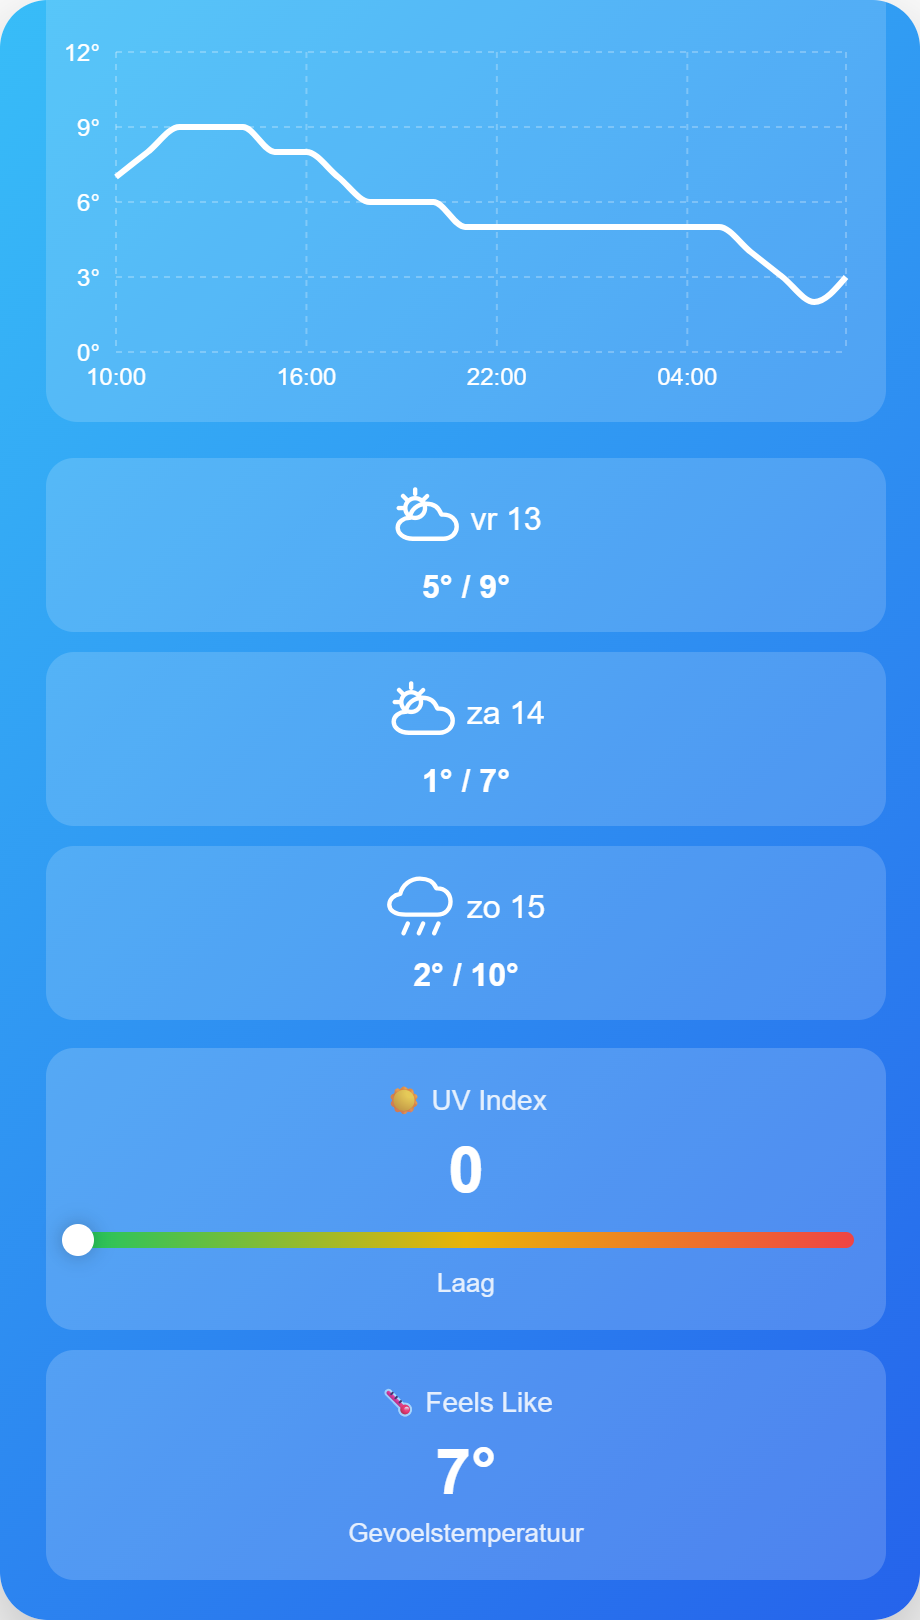 12°
9°
6°
3°
0°
10:00 16:00 22:00 04:00
vr 13
5° / 9°
za 14
1° / 7°
zo 15
2° / 10°
UV Index
0
Laag
Feels Like
7°
Gevoelstemperatuur